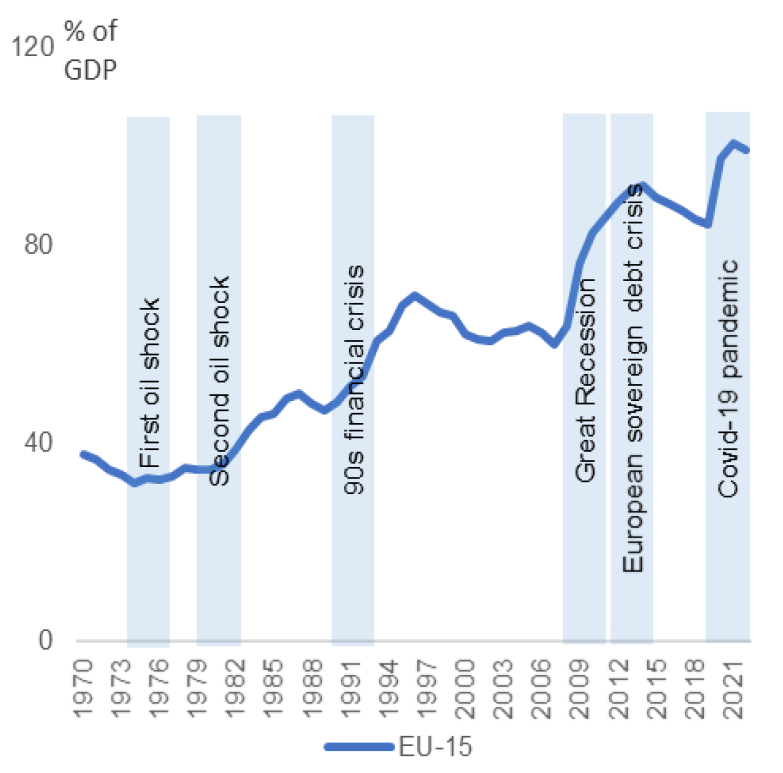 120
% of
GDP
80
40
0
First oil shock
Second oil shock
90s financial crisis
Great Recession
European sovereign debt crisis
Covid-19 pandemic
1970
1973
1976
1979
1982
1985
1988
1991
1994
1997
2000
2003
2006
2009
2012
2015
2018
2021
EU-15